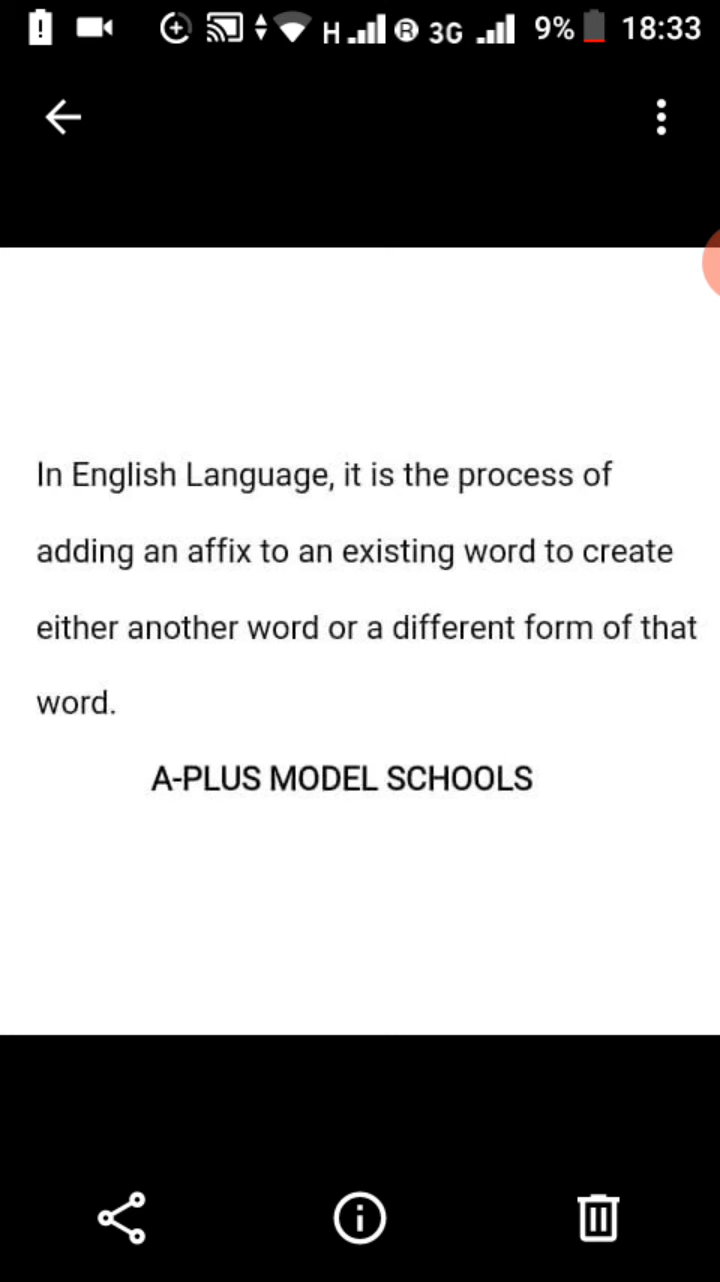 H R 3G 9% 18:33
In English Language, it is the process of
adding an affix to an existing word to create
either another word or a different form of that
word.
A-PLUS MODEL SCHOOLS